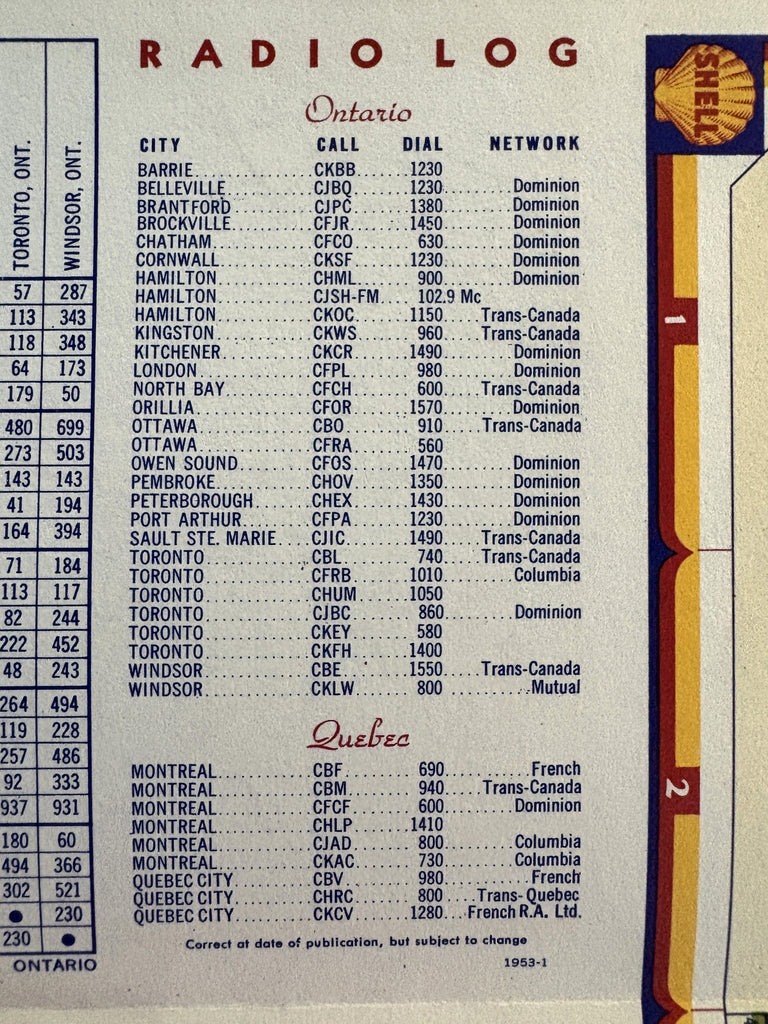 RADIO LOG
Ontario
CITY CALL DIAL NETWORK
BARRIE CKBB 1230
BELLEVILLE CJBQ 1230 Dominion
BRANTFORD CJPC 1380 Dominion
BROCKVILLE CFJR 1450 Dominion
CHATHAM CFCO 630 Dominion
CORNWALL CKSF 1230 Dominion
HAMILTON CHML 900 Dominion
HAMILTON CJSH-FM 102.9 Mc
HAMILTON CKOC 1150 Trans-Canada
KINGSTON CKWS 960 Trans-Canada
KITCHENER CKCR 1490 Dominion
LONDON CFPL 980 Dominion
NORTH BAY CFCH 600 Trans-Canada
ORILLIA CFOR 1570 Dominion
OTTAWA CBO 910 Trans-Canada
OTTAWA CFRA 560
OWEN SOUND CFOS 1470 Dominion
PEMBROKE CHOV 1350 Dominion
PETERBOROUGH CHEX 1430 Dominion
PORT ARTHUR CFPA 1230 Dominion
SAULT STE. MARIE CJIC 1490 Trans-Canada
TORONTO CBL 740 Trans-Canada
TORONTO CFRB 1010 Columbia
TORONTO CHUM 1050
TORONTO CJBC 860 Dominion
TORONTO CKEY 580
TORONTO CKFH 1400
WINDSOR CBE 1550 Trans-Canada
WINDSOR CKLW 800 Mutual
Quebec
MONTREAL CBF 690 French
MONTREAL CBM 940 Trans-Canada
MONTREAL CFCF 600 Dominion
MONTREAL CHLP 1410
MONTREAL CJAD 800 Columbia
MONTREAL CKAC 730 Columbia
QUEBEC CITY CBV 980 French
QUEBEC CITY CHRC 800 Trans-Quebec
QUEBEC CITY CKCV 1280 French R.A. Ltd.
Correct at date of publication, but subject to change
1953-1
TORONTO, ONT. WINDSOR, ONT.
57 287
113 343
118 348
64 173
179 50
480 699
273 503
143 143
41 194
164 394
71 184
113 117
82 244
222 452
48 243
264 494
119 228
257 486
92 333
937 931
180 60
494 366
302 521
● 230
230 ●
ONTARIO
SHELL
1
2